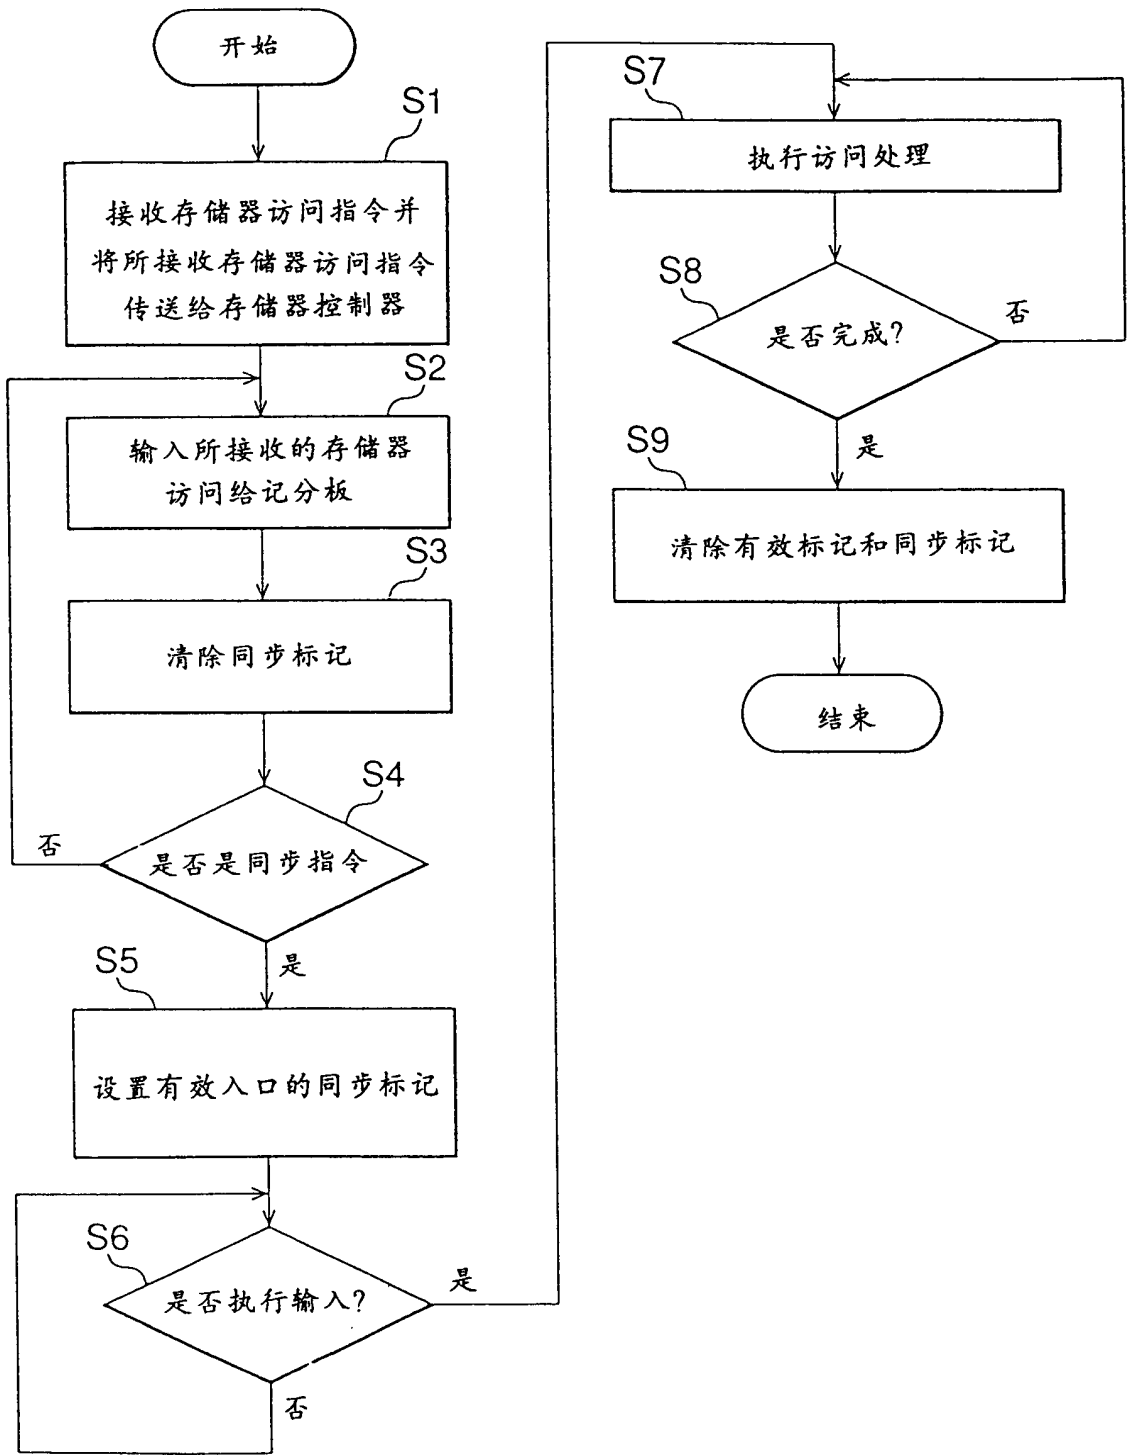 开始
S1
接收存储器访问指令并
将所接收存储器访问指令
传送给存储器控制器
S2
输入所接收的存储器
访问给记分板
S3
清除同步标记
S4
是否是同步指令
否
是
S5
设置有效入口的同步标记
S6
是否执行输入?
是
否
S7
执行访问处理
S8
是否完成?
否
是
S9
清除有效标记和同步标记
结束